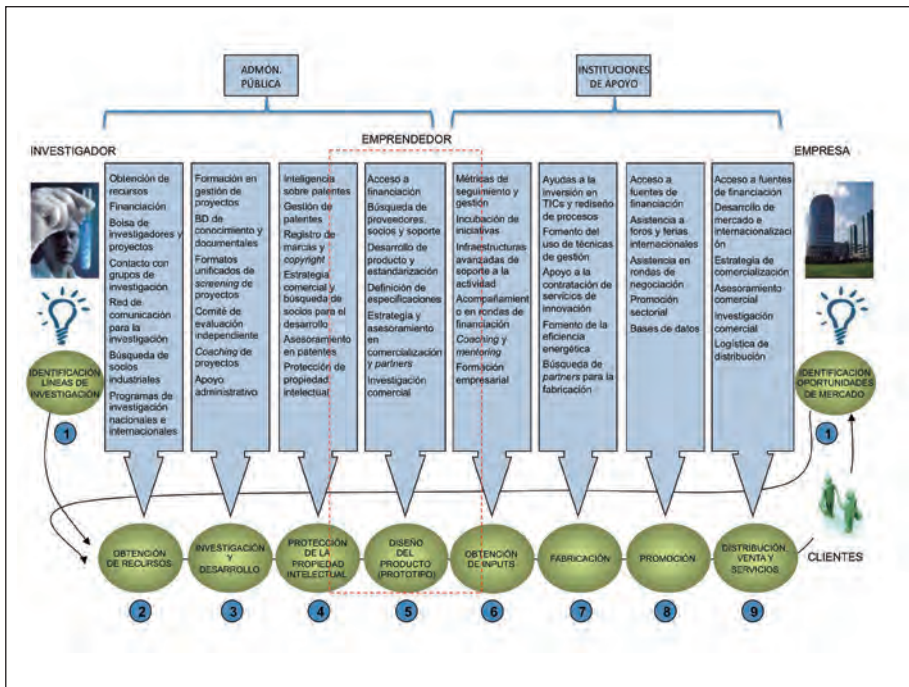 ADMÓN.
PÚBLICA
INSTITUCIONES
DE APOYO
INVESTIGADOR
EMPRENDEDOR
EMPRESA
Obtención de
recursos
Financiación
Bolsa de
investigadores y
proyectos
Contacto con
grupos de
investigación
Red de
comunicación
para la
investigación
Búsqueda de
socios
industriales
Programas de
investigación
nacionales e
internacionales
Formación en
gestión de
proyectos
BD de
conocimiento y
documentales
Formatos
unificados de
screening de
proyectos
Comité de
evaluación
independiente
Coaching de
proyectos
Apoyo
administrativo
Inteligencia
sobre patentes
Gestión de
patentes
Registro de
marcas y
copyright
Estrategia
comercial y
búsqueda de
socios para el
desarrollo
Asesoramiento
en patentes
Protección de
propiedad
intelectual
Acceso a
financiación
Búsqueda de
proveedores,
socios y soporte
Desarrollo de
producto y
estandarización
Definición de
especificaciones
Estrategia y
asesoramiento
en
comercialización
y partners
Investigación
comercial
Métricas de
seguimiento y
gestión
Incubación de
iniciativas
Infraestructuras
avanzadas de
soporte a la
actividad
Acompañamient
o en rondas de
financiación
Coaching y
mentoring
Formación
empresarial
Ayudas a la
inversión en
TICs y rediseño
de procesos
Fomento del
uso de técnicas
de gestión
Apoyo a la
contratación de
servicios de
innovación
Fomento de la
eficiencia
energética
Búsqueda de
partners para la
fabricación
Acceso a
fuentes de
financiación
Asistencia a
foros y ferias
internacionales
Asistencia en
rondas de
negociación
Promoción
sectorial
Bases de datos
Acceso a fuentes
de financiación
Desarrollo de
mercado e
internacionalizaci
ón
Estrategia de
comercialización
Asesoramiento
comercial
Investigación
comercial
Logística de
distribución
IDENTIFICACIÓN
LÍNEAS DE
INVESTIGACIÓN
1
IDENTIFICACIÓN
OPORTUNIDADES
DE MERCADO
1
CLIENTES
OBTENCIÓN
DE RECURSOS
INVESTIGACIÓN
Y
DESARROLLO
PROTECCIÓN
DE LA
PROPIEDAD
INTELECTUAL
DISEÑO
DEL
PRODUCTO
(PROTOTIPO)
OBTENCIÓN
DE INPUTS
FABRICACIÓN
PROMOCIÓN
DISTRIBUCIÓN,
VENTA Y
SERVICIOS
2
3
4
5
6
7
8
9